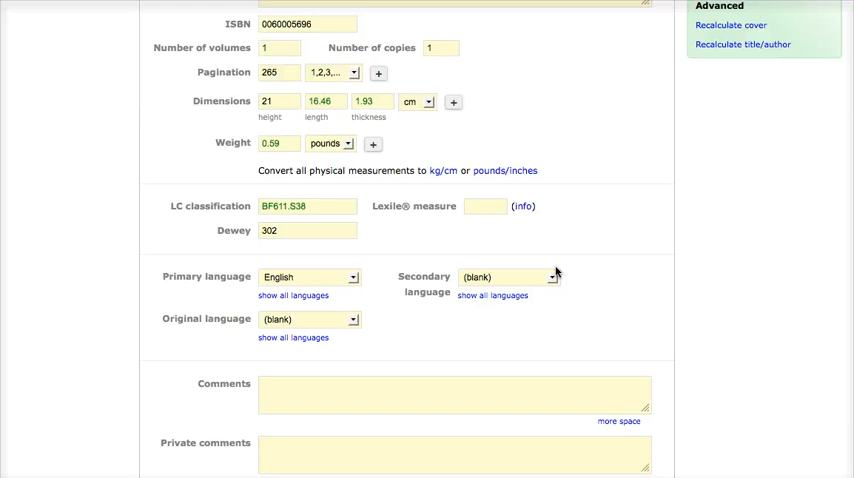 Advanced
ISBN 0060005696
Recalculate cover
Number of volumes 1 Number of copies 1
Recalculate title/author
Pagination 265 1,2,3,... +
Dimensions 21 16.46 1.93 cm +
height length thickness
Weight 0.59 pounds +
Convert all physical measurements to kg/cm or pounds/inches
LC classification BF611.S38 Lexile® measure (info)
Dewey 302
Primary language English Secondary language (blank)
show all languages show all languages
Original language (blank)
show all languages
Comments
more space
Private comments